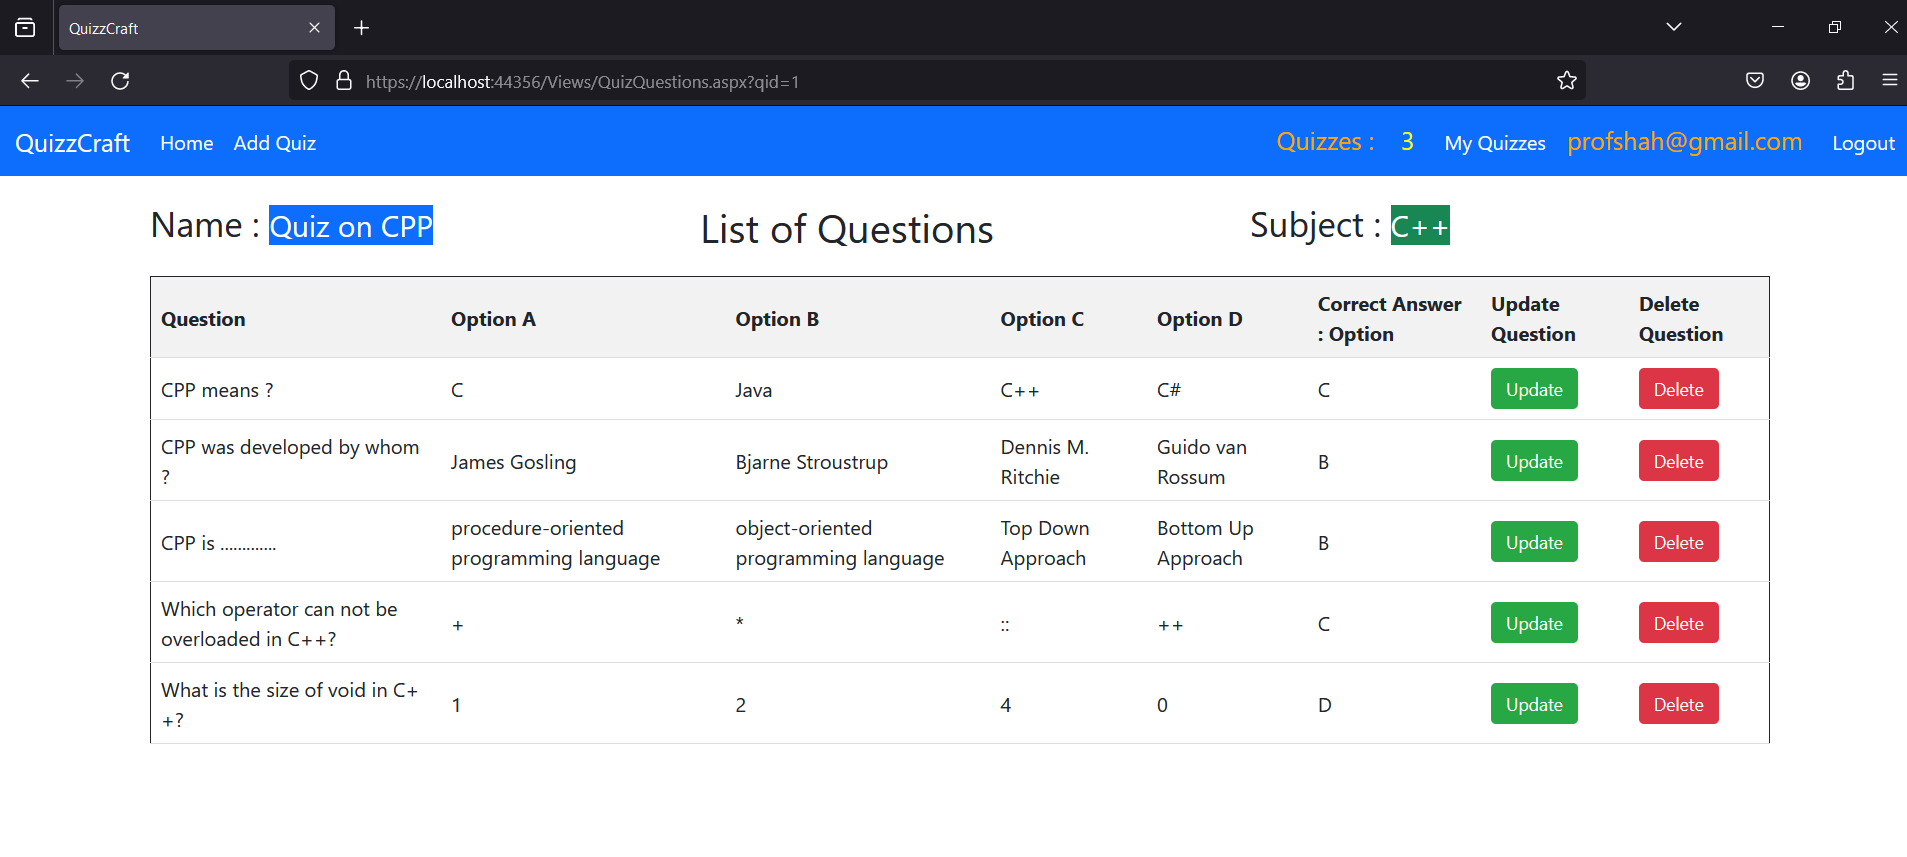 QuizzCraft
https://localhost:44356/Views/QuizQuestions.aspx?qid=1
QuizzCraft Home Add Quiz Quizzes : 3 My Quizzes profshah@gmail.com Logout
Name : Quiz on CPP List of Questions Subject : C++
Question Option A Option B Option C Option D Correct Answer : Option Update Question Delete Question
CPP means ? C Java C++ C# C Update Delete
CPP was developed by whom ? James Gosling Bjarne Stroustrup Dennis M. Ritchie Guido van Rossum B Update Delete
CPP is ............. procedure-oriented programming language object-oriented programming language Top Down Approach Bottom Up Approach B Update Delete
Which operator can not be overloaded in C++? + * :: ++ C Update Delete
What is the size of void in C++? 1 2 4 0 D Update Delete